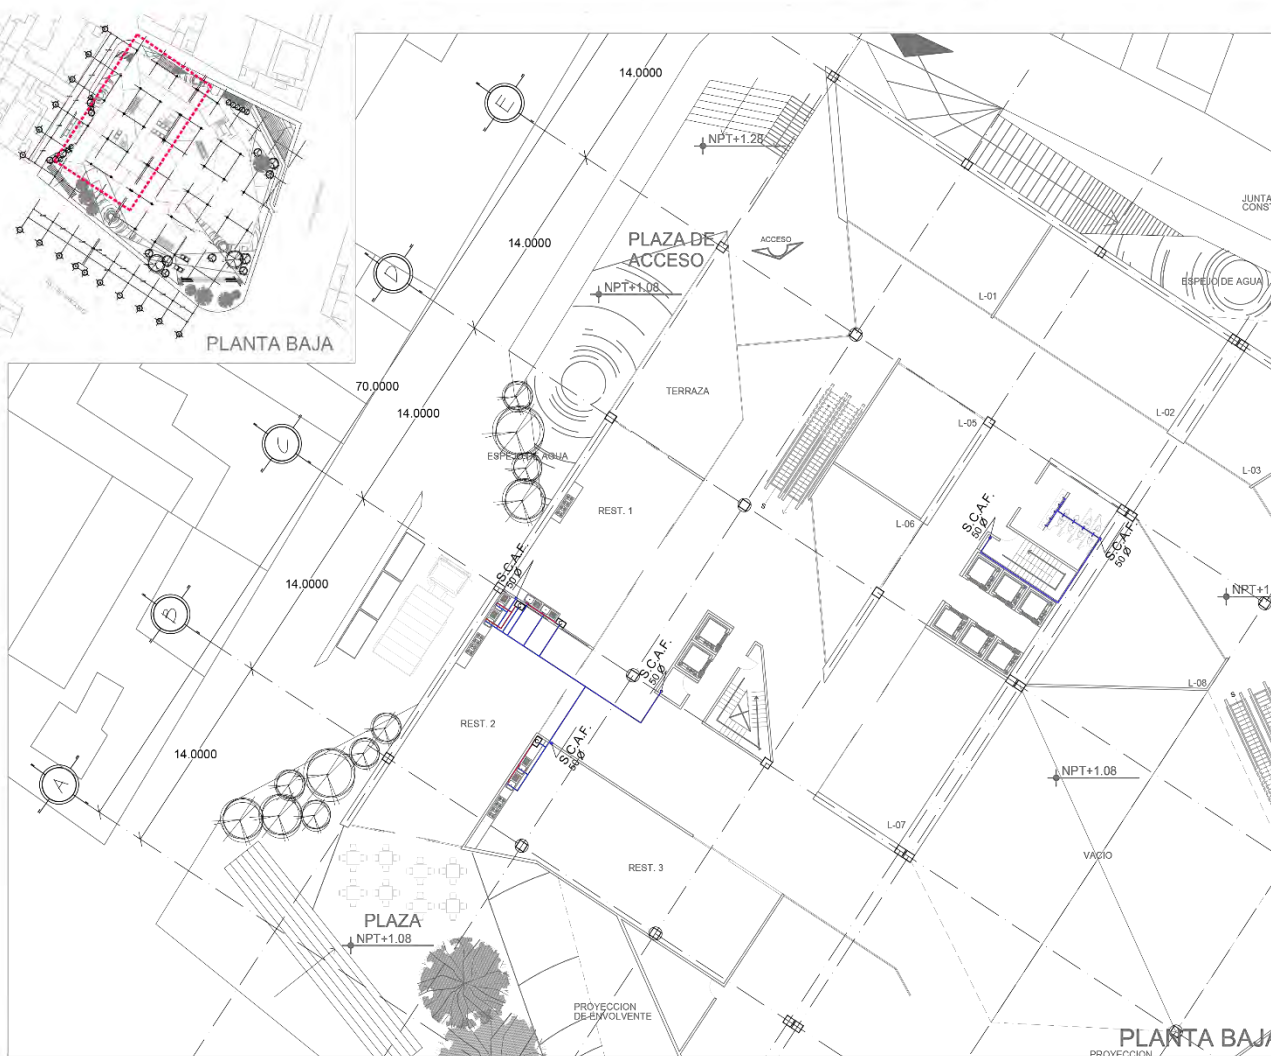 PLANTA BAJA
E
14.0000
NPT+1.28
PLAZA DE
ACCESO
ACCESO
NPT+1.08
14.0000
D
JUNTA
CONST
ESPEJO DE AGUA
L-01
70.0000
14.0000
TERRAZA
C
L-02
L-05
ESPEJO DE AGUA
L-03
REST. 1
S
L-06
S.C.A.F.
50 Ø
S.C.A.F.
50 Ø
14.0000
S.C.A.F.
50 Ø
B
NPT+1
S.C.A.F.
50 Ø
L-08
S
REST. 2
14.0000
S.C.A.F.
50 Ø
A
NPT+1.08
L-07
VACIO
REST. 3
PLAZA
NPT+1.08
PROYECCION
DE ENVOLVENTE
PLANTA BAJA
PROYECCION